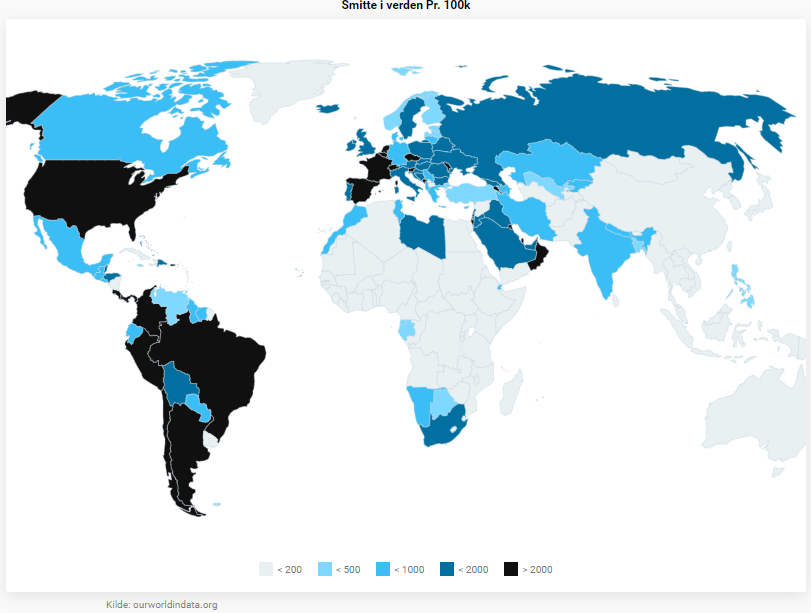 Smitte i verden Pr. 100k
< 200 < 500 < 1000 < 2000 > 2000
Kilde: ourworldindata.org